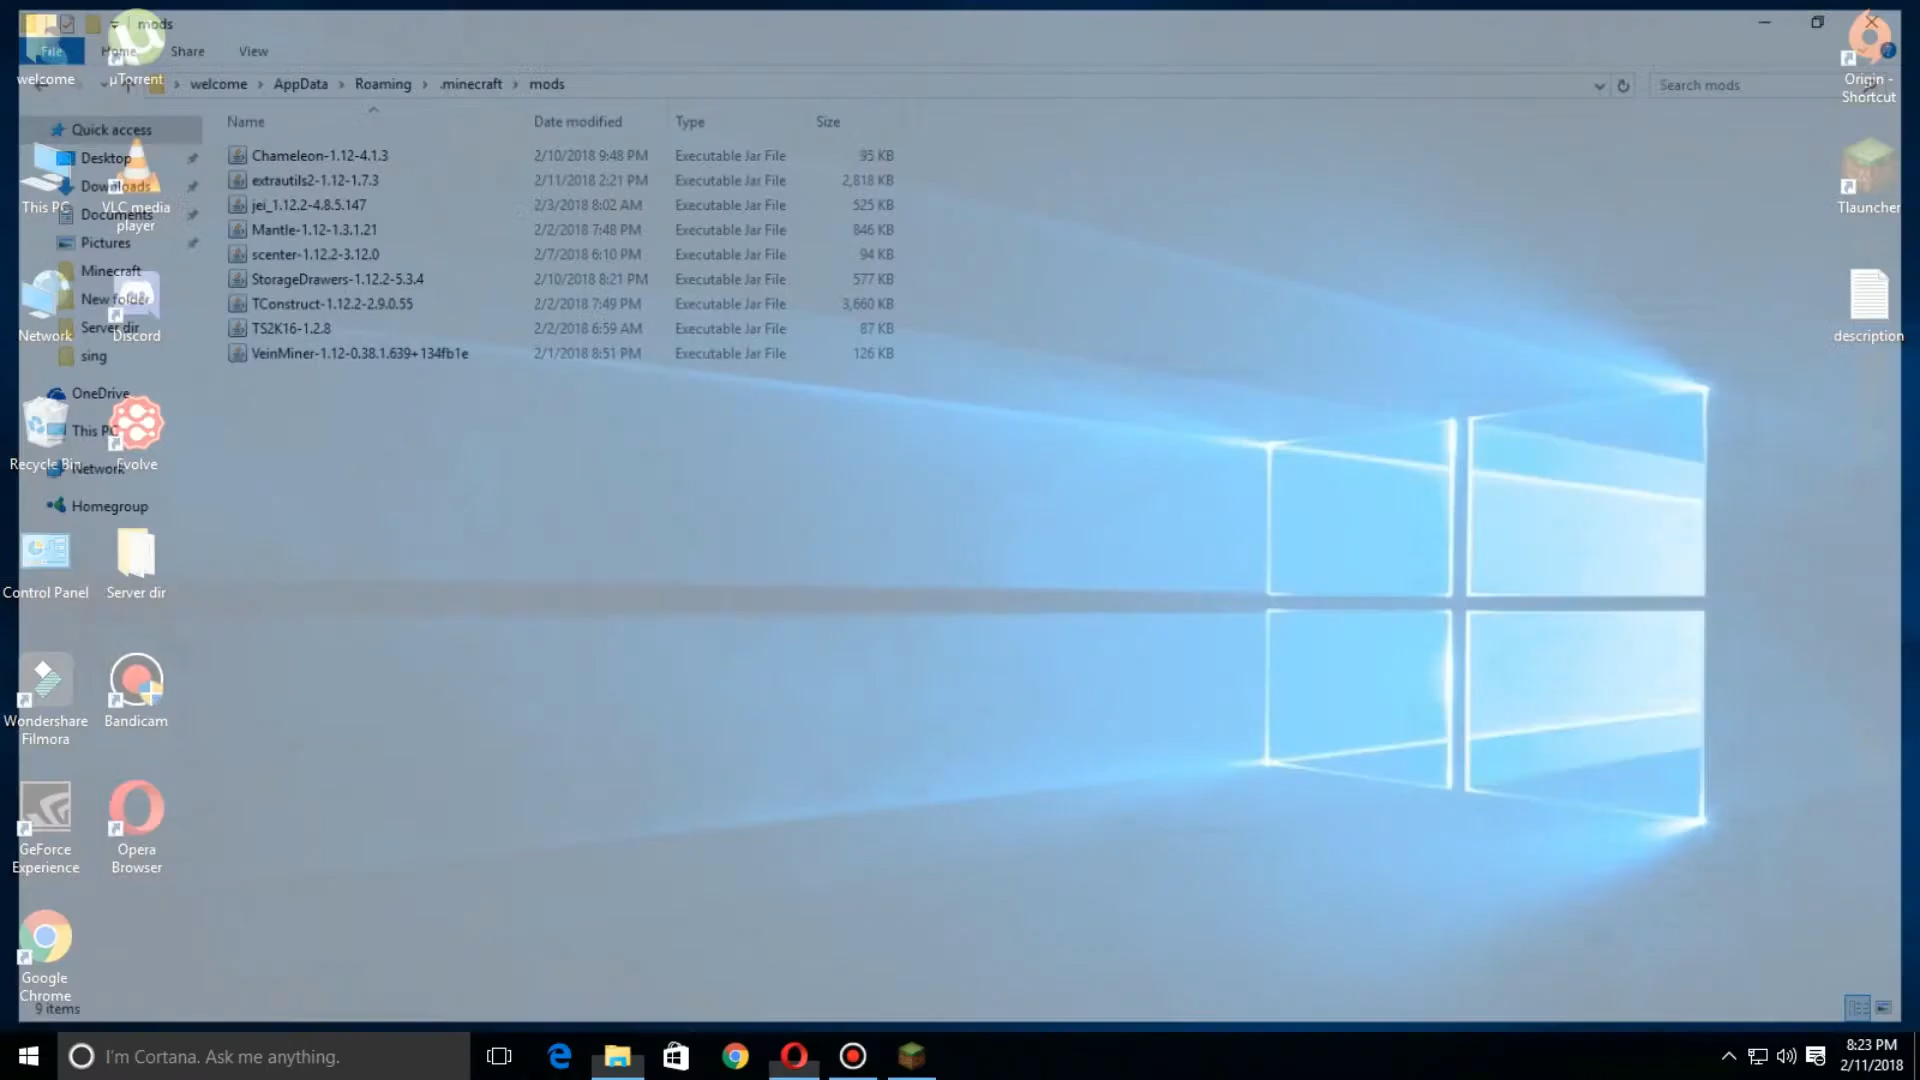 mods
File
Home
Share
View
welcome
AppData
Roaming
.minecraft
mods
Search mods
Name
Date modified
Type
Size
Chameleon-1.12-4.1.3
2/10/2018 9:48 PM
Executable Jar File
95 KB
extrautils2-1.12-1.7.3
2/11/2018 2:21 PM
Executable Jar File
2,818 KB
jei_1.12.2-4.8.5.147
2/3/2018 8:02 AM
Executable Jar File
525 KB
Mantle-1.12-1.3.1.21
2/2/2018 7:48 PM
Executable Jar File
846 KB
scenter-1.12.2-3.12.0
2/7/2018 6:10 PM
Executable Jar File
94 KB
StorageDrawers-1.12.2-5.3.4
2/10/2018 8:21 PM
Executable Jar File
577 KB
TConstruct-1.12.2-2.9.0.55
2/2/2018 7:49 PM
Executable Jar File
3,660 KB
TS2K16-1.2.8
2/2/2018 6:59 AM
Executable Jar File
87 KB
VeinMiner-1.12-0.38.1.639+134fb1e
2/1/2018 8:51 PM
Executable Jar File
126 KB
Quick access
Desktop
Downloads
Documents
Pictures
Minecraft
New folder
Server dir
sing
OneDrive
This PC
Network
Homegroup
9 items
welcome
µTorrent
This PC
VLC media
player
Network
Discord
Recycle Bin
Evolve
Control Panel
Server dir
Wondershare
Filmora
Bandicam
GeForce
Experience
Opera
Browser
Google
Chrome
Origin -
Shortcut
Tlauncher
description
I'm Cortana. Ask me anything.
8:23 PM
2/11/2018